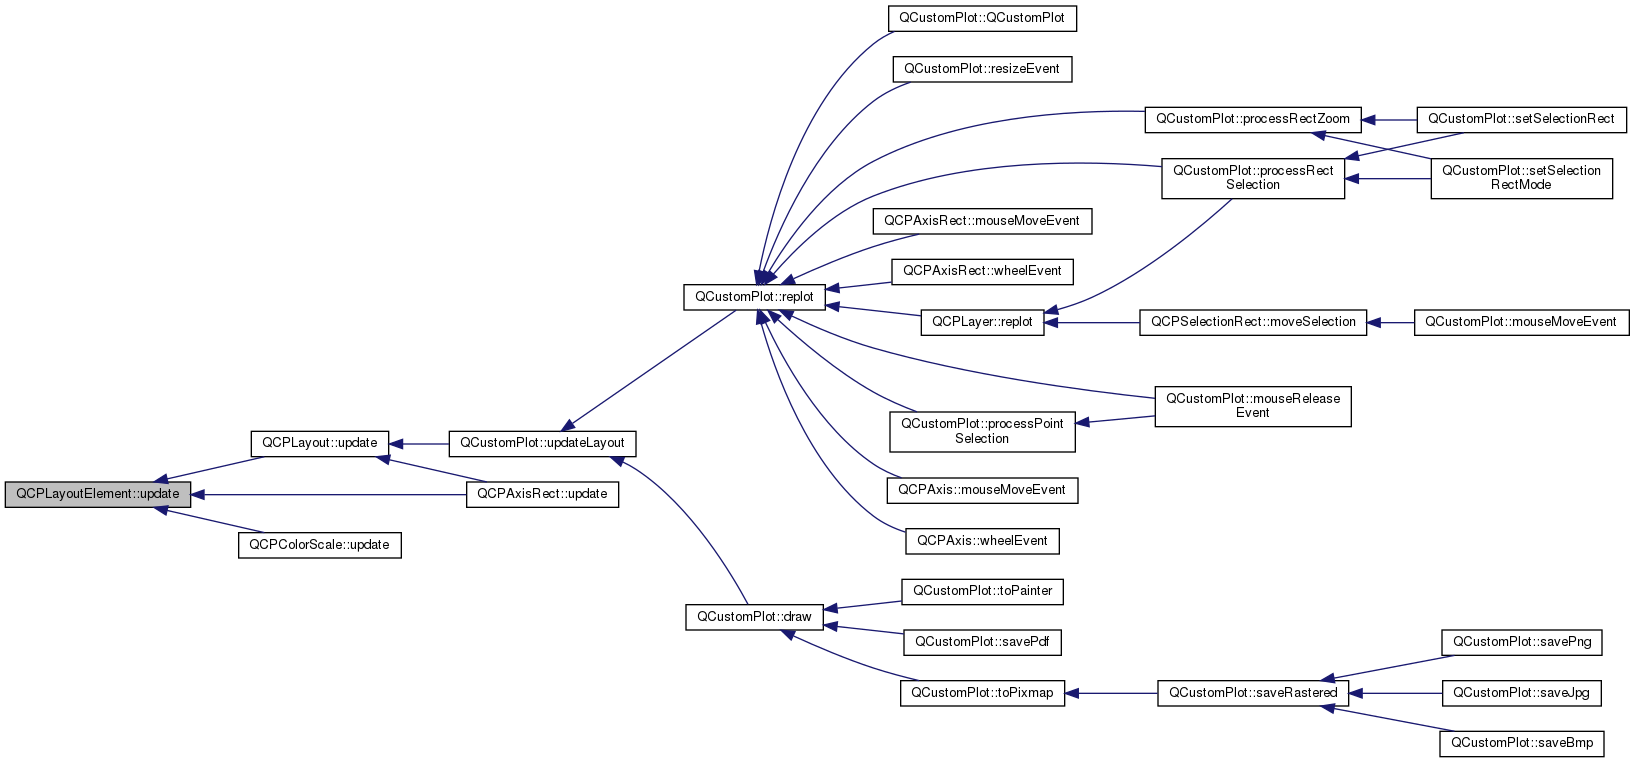 QCustomPlot::QCustomPlot
QCustomPlot::resizeEvent
QCustomPlot::processRectZoom
QCustomPlot::setSelectionRect
QCustomPlot::processRect
Selection
QCustomPlot::setSelection
RectMode
QCPAxisRect::mouseMoveEvent
QCPAxisRect::wheelEvent
QCustomPlot::replot
QCPLayer::replot
QCPSelectionRect::moveSelection
QCustomPlot::mouseMoveEvent
QCustomPlot::mouseRelease
Event
QCustomPlot::processPoint
Selection
QCPLayout::update
QCustomPlot::updateLayout
QCPLayoutElement::update
QCPAxisRect::update
QCPAxis::mouseMoveEvent
QCPColorScale::update
QCPAxis::wheelEvent
QCustomPlot::toPainter
QCustomPlot::draw
QCustomPlot::savePdf
QCustomPlot::savePng
QCustomPlot::toPixmap
QCustomPlot::saveRastered
QCustomPlot::saveJpg
QCustomPlot::saveBmp